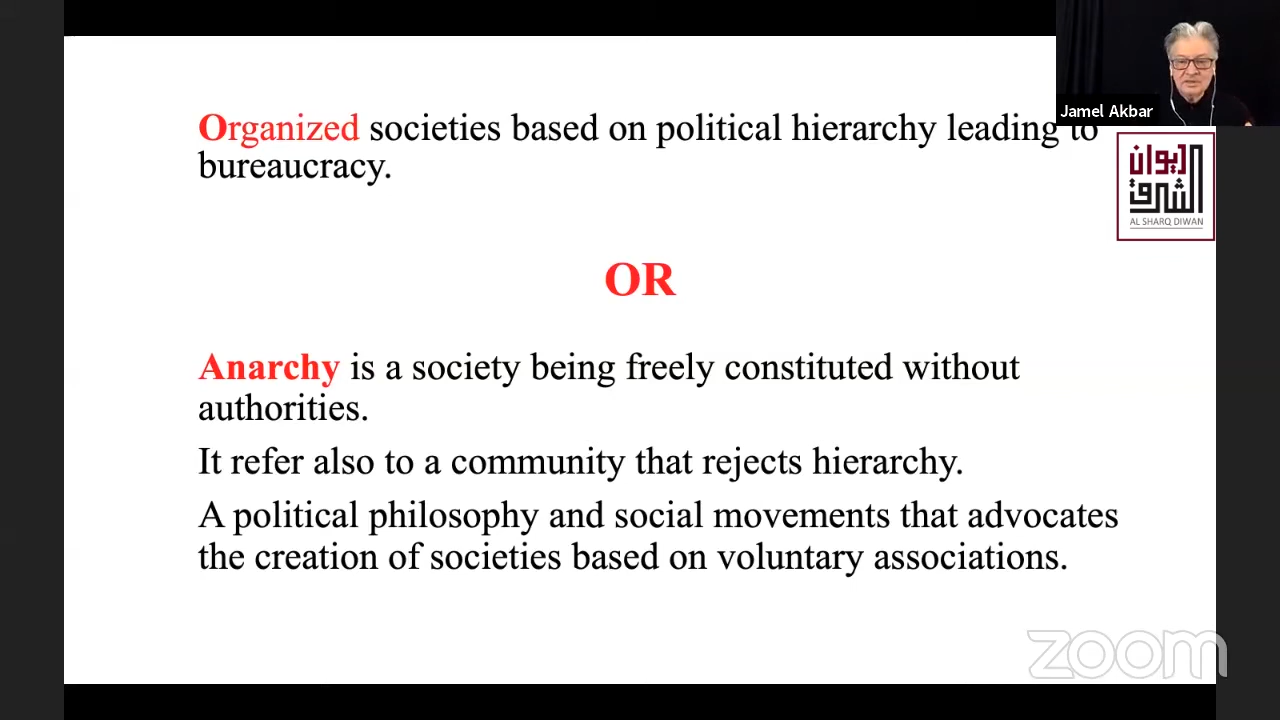 Jamel Akbar
Organized societies based on political hierarchy leading to
bureaucracy.
ديوان
الشرق
AL SHARQ DIWAN
OR
Anarchy is a society being freely constituted without
authorities.
It refer also to a community that rejects hierarchy.
A political philosophy and social movements that advocates
the creation of societies based on voluntary associations.
zoom